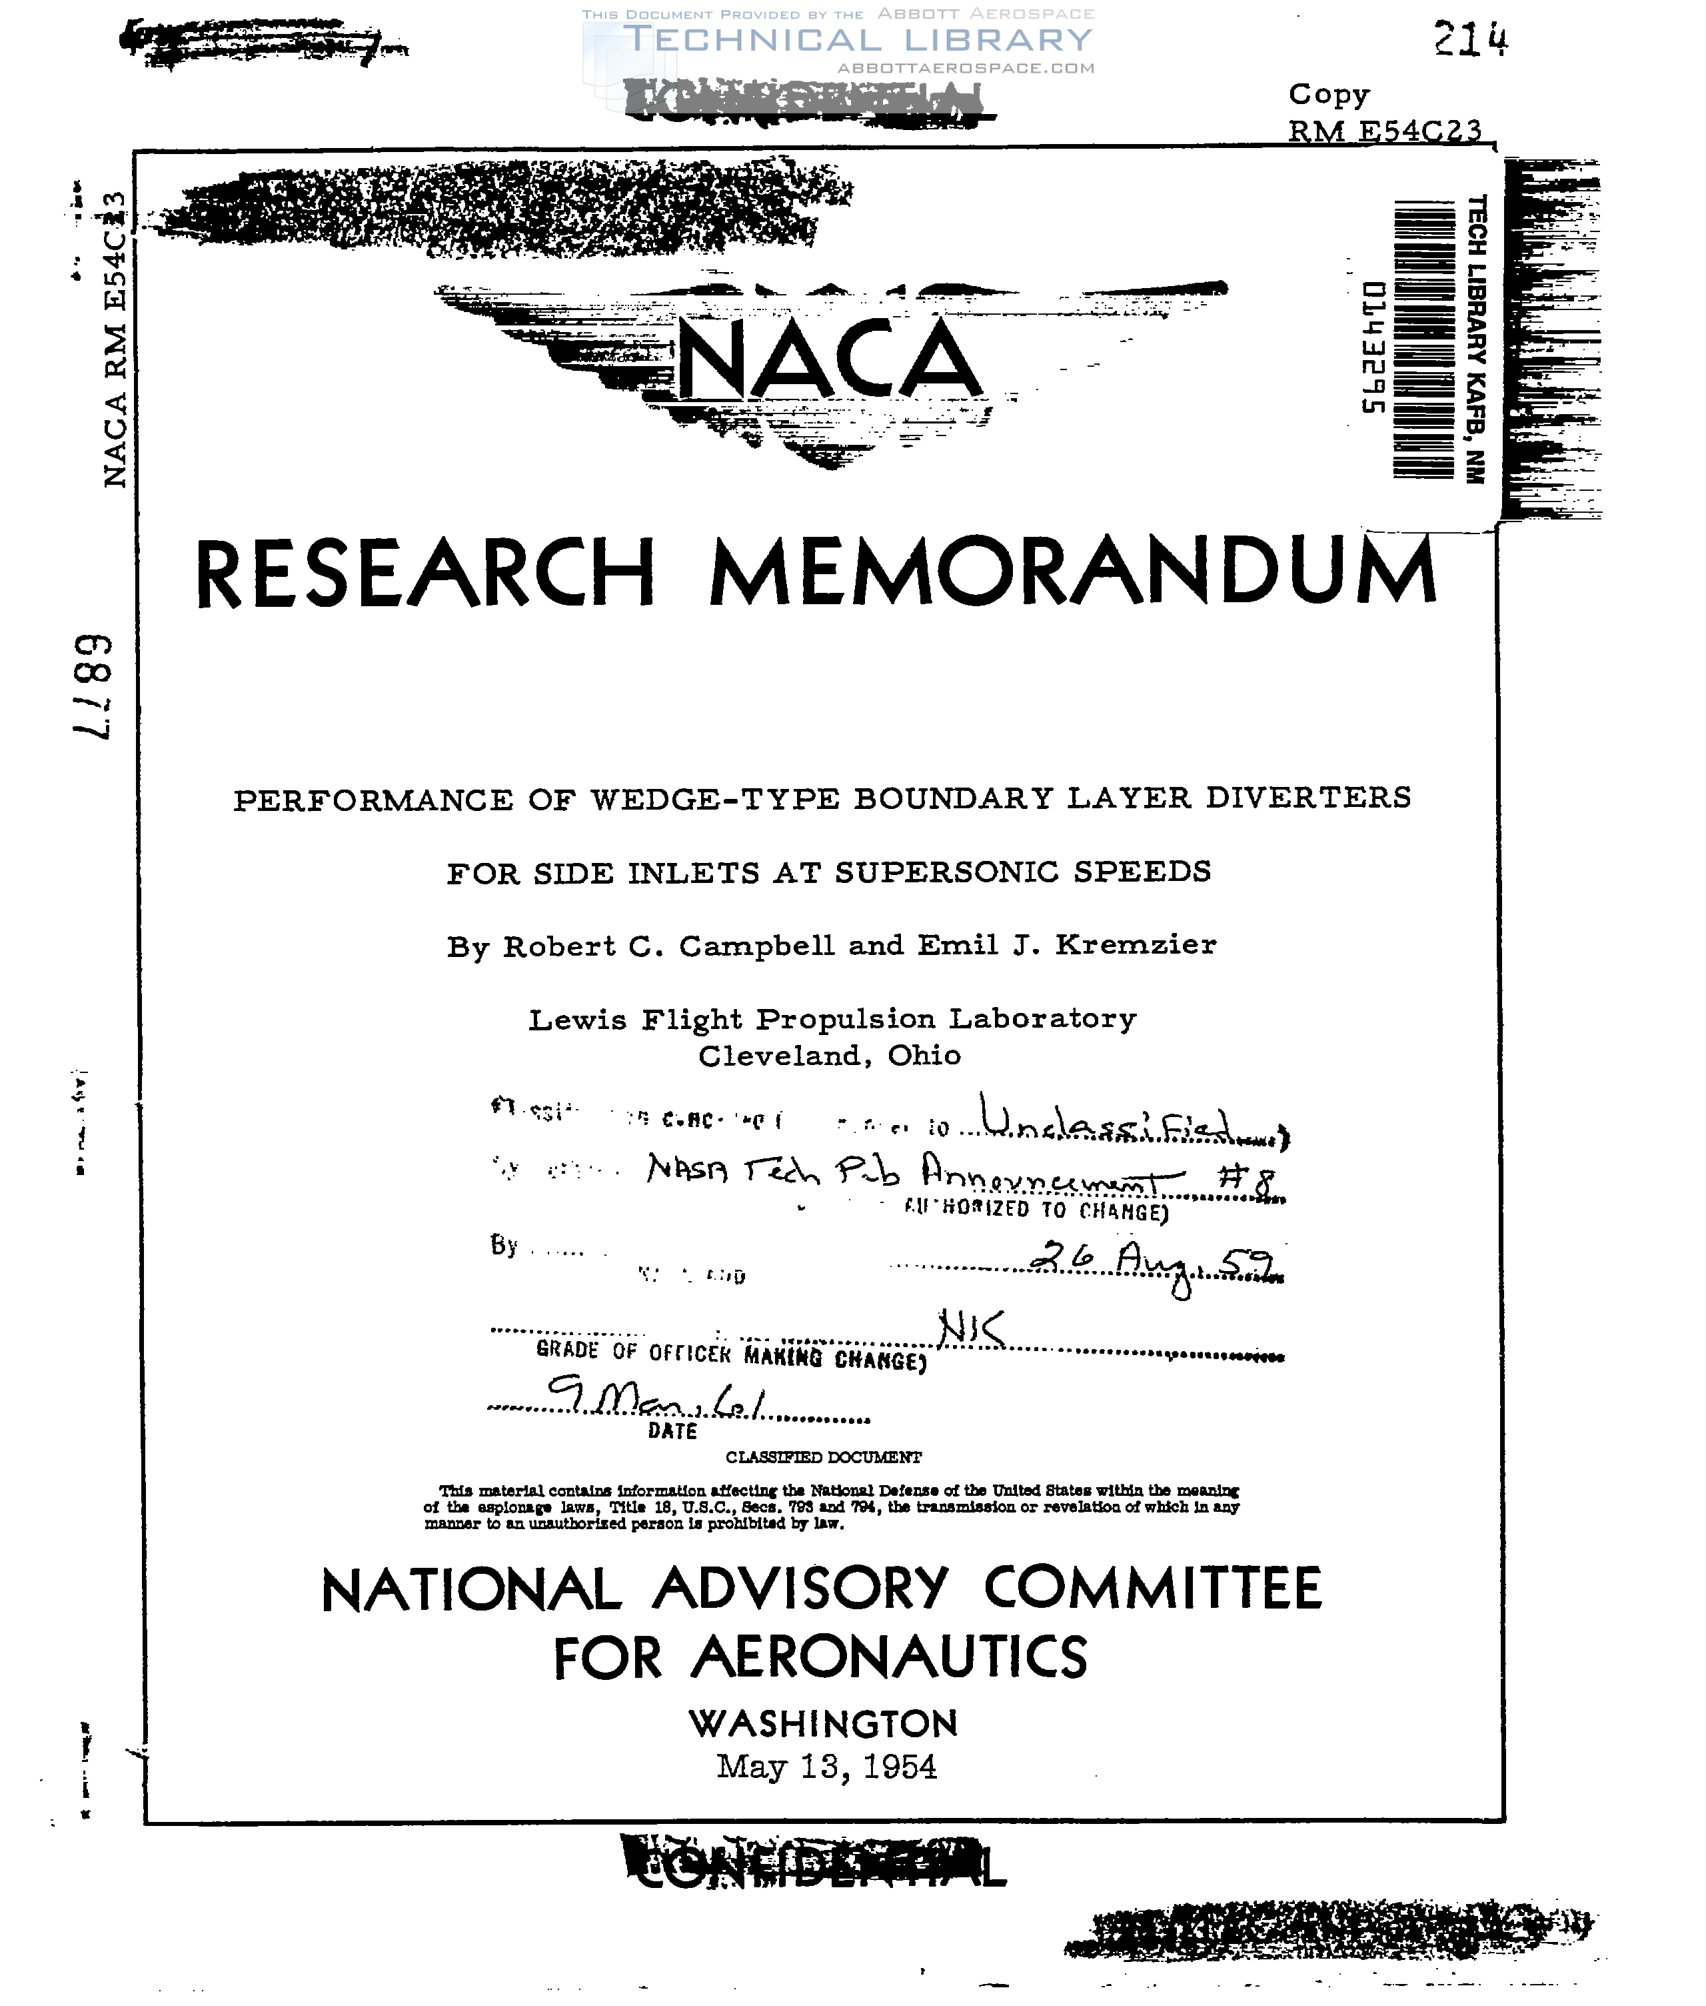 THIS DOCUMENT PROVIDED BY THE ABBOTT AEROSPACE
TECHNICAL LIBRARY
ABBOTTAEROSPACE.COM
214
Copy
RM E54C23
NACA RM E54C23
TECH LIBRARY KAFB, NM
0143295
NACA
RESEARCH MEMORANDUM
7789
PERFORMANCE OF WEDGE-TYPE BOUNDARY LAYER DIVERTERS
FOR SIDE INLETS AT SUPERSONIC SPEEDS
By Robert C. Campbell and Emil J. Kremzier
Lewis Flight Propulsion Laboratory
Cleveland, Ohio
to Unclassified)
NASA Tech Pub Announcement #8
AUTHORIZED TO CHANGE)
By
26 Aug. 59
NK
GRADE OF OFFICER MAKING CHANGE)
9 Mar. 61
DATE
CLASSIFIED DOCUMENT
This material contains information affecting the National Defense of the United States within the meaning
of the espionage laws, Title 18, U.S.C., Secs. 793 and 794, the transmission or revelation of which in any
manner to an unauthorized person is prohibited by law.
NATIONAL ADVISORY COMMITTEE
FOR AERONAUTICS
WASHINGTON
May 13, 1954
CONFIDENTIAL